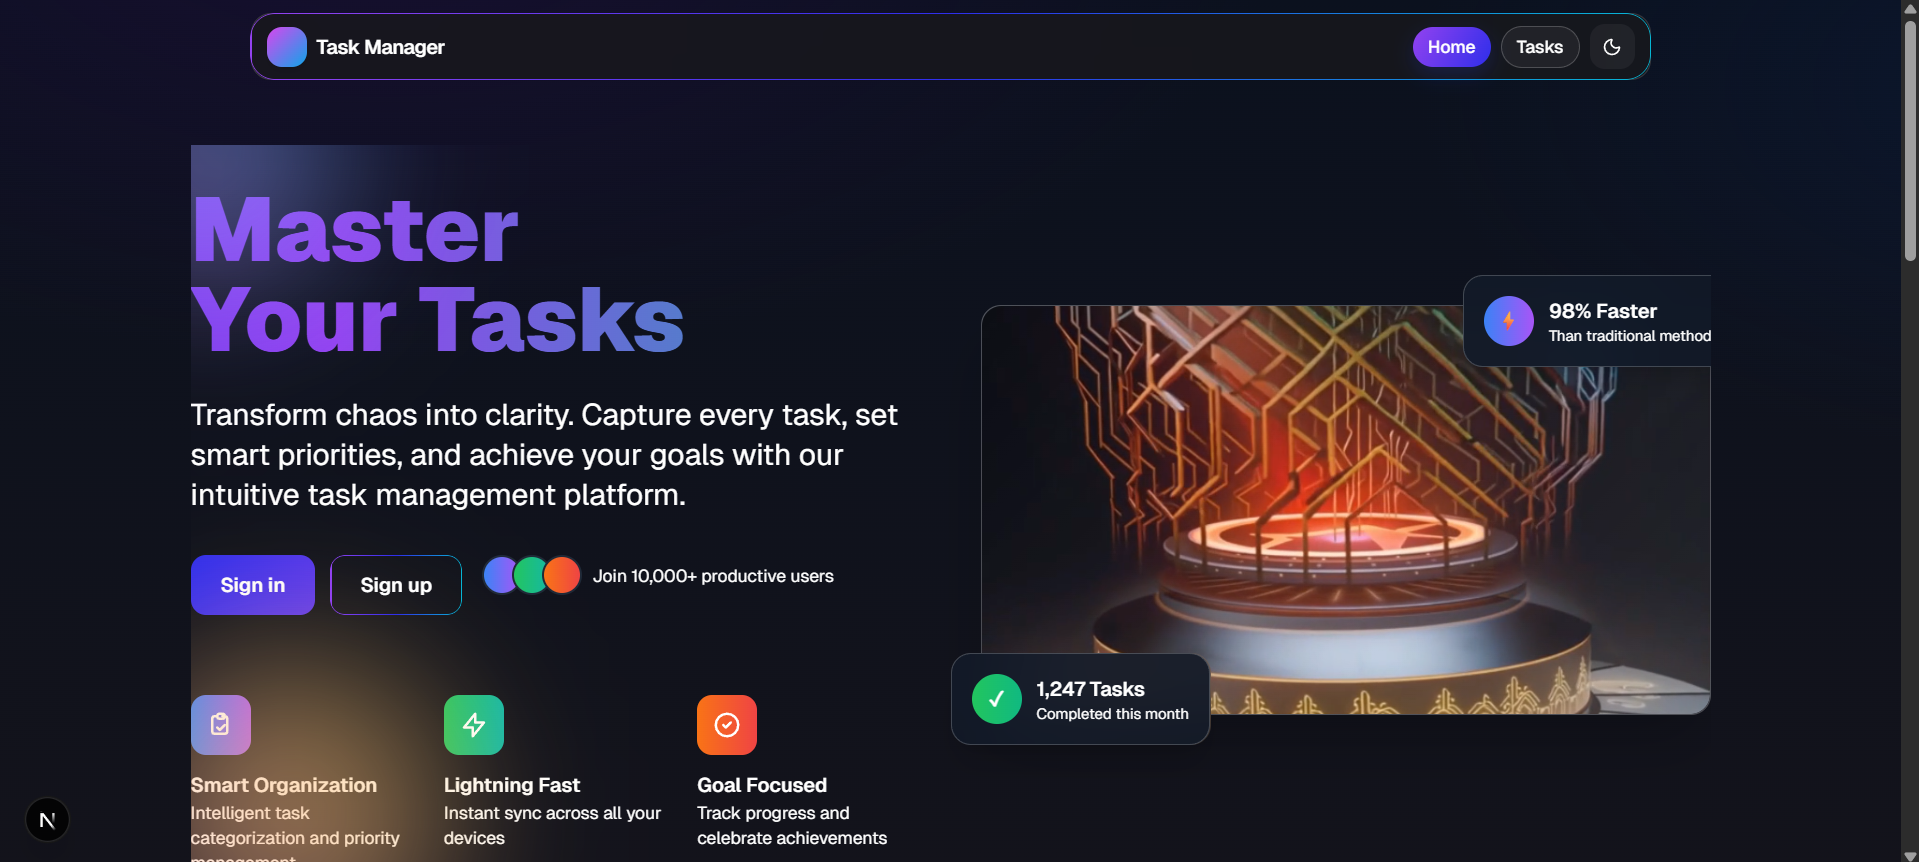 Task Manager
Home
Tasks
Master
Your Tasks
Transform chaos into clarity. Capture every task, set
smart priorities, and achieve your goals with our
intuitive task management platform.
Sign in
Sign up
Join 10,000+ productive users
98% Faster
Than traditional method
1,247 Tasks
Completed this month
Smart Organization
Intelligent task
categorization and priority
management
Lightning Fast
Instant sync across all your
devices
Goal Focused
Track progress and
celebrate achievements
N